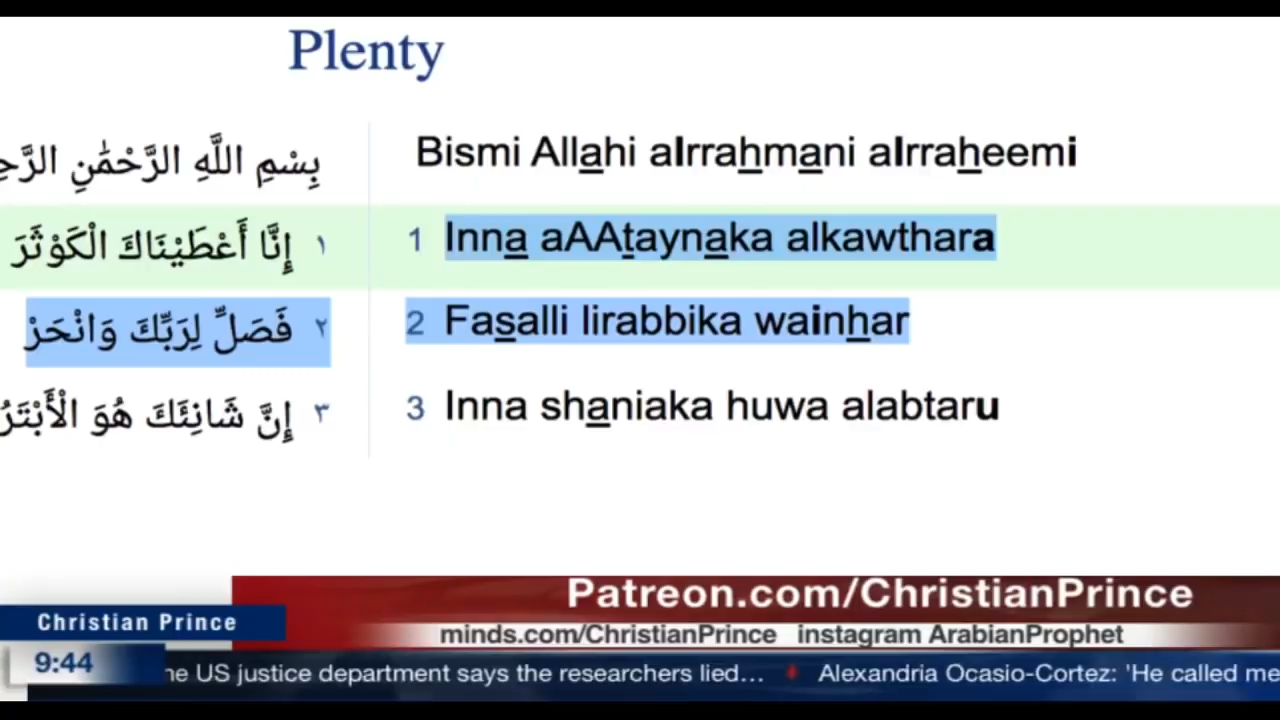 Plenty
بِسْمِ اللَّهِ الرَّحْمَٰنِ
Bismi Allahi alrrahmani alrraheemi
١ إِنَّا أَعْطَيْنَاكَ الْكَوْثَرَ
1 Inna aAAtaynaka alkawthara
٢ فَصَلِّ لِرَبِّكَ وَانْحَرْ
2 Fasalli lirabbika wainhar
٣ إِنَّ شَانِئَكَ هُوَ الْأَبْتَرُ
3 Inna shaniaka huwa alabtaru
Patreon.com/ChristianPrince
Christian Prince
minds.com/ChristianPrince instagram ArabianProphet
9:44
US justice department says the researchers lied... Alexandria Ocasio-Cortez: 'He called me